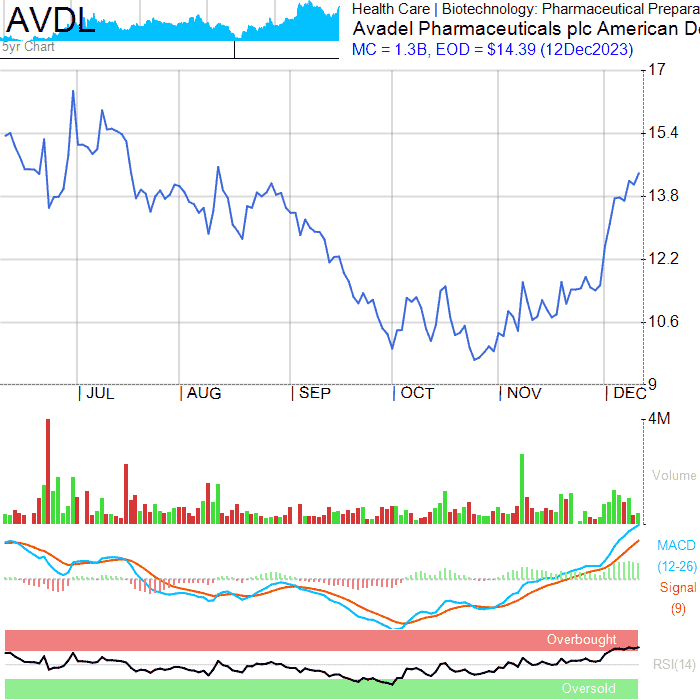 AVDL
5yr Chart
Health Care | Biotechnology: Pharmaceutical Prepara
Avadel Pharmaceuticals plc American De
MC = 1.3B, EOD = $14.39 (12Dec2023)
17
15.4
13.8
12.2
10.6
9
| JUL | AUG | SEP | OCT | NOV | DEC
4M
Volume
MACD
(12-26)
Signal
(9)
Overbought
RSI(14)
Oversold